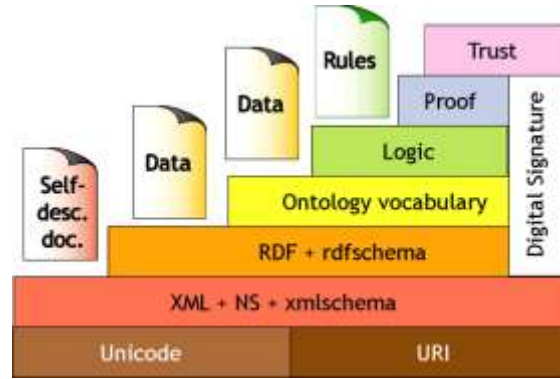 Trust
Rules
Proof
Data
Logic
Data
Digital Signature
Self-
desc.
doc.
Ontology vocabulary
RDF + rdfschema
XML + NS + xmlschema
Unicode
URI